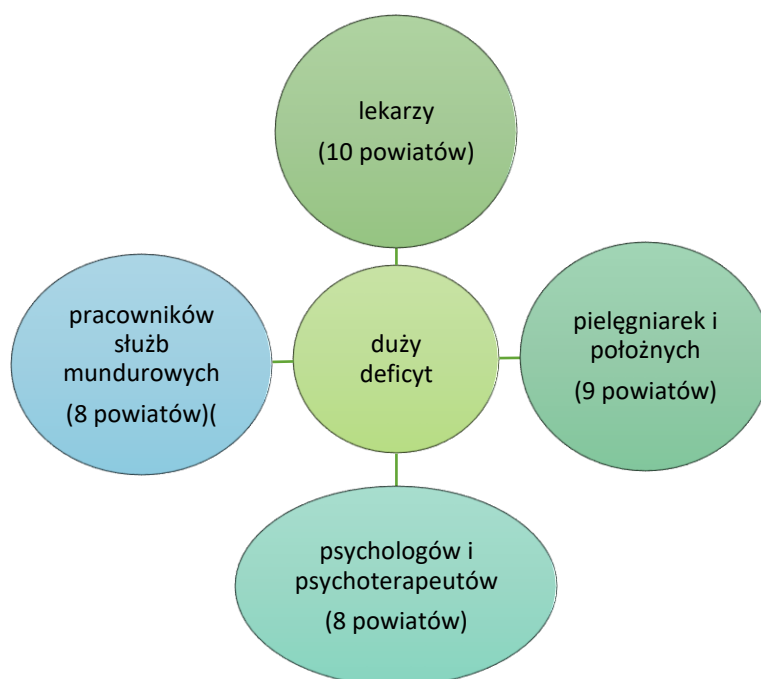 lekarzy
(10 powiatów)
pracowników
służb
mundurowych
(8 powiatów)(
duży
deficyt
pielęgniarek i
położnych
(9 powiatów)
psychologów i
psychoterapeutów
(8 powiatów)